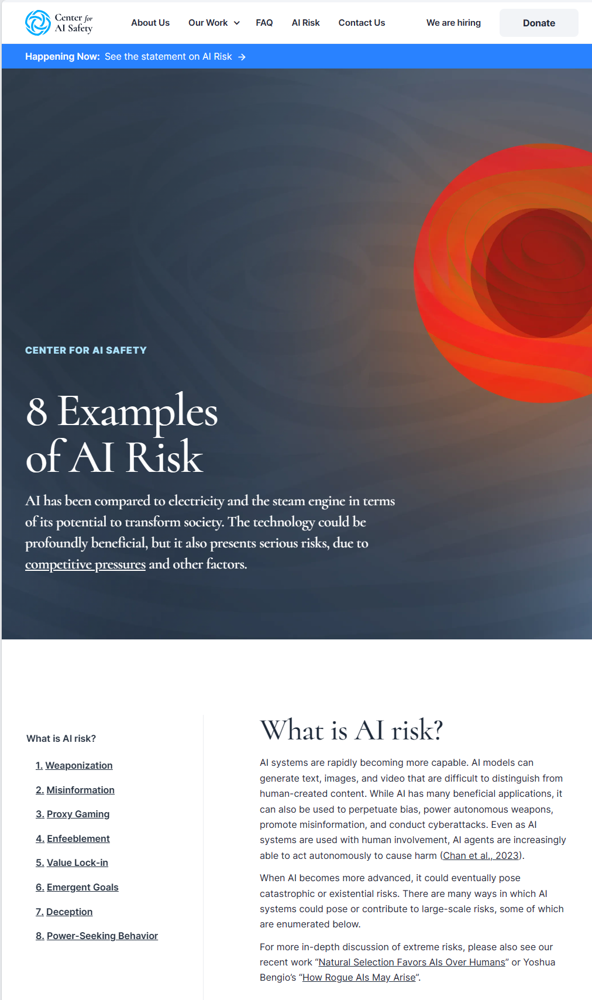 Center for
AI Safety
About Us
Our Work
FAQ
AI Risk
Contact Us
We are hiring
Donate
Happening Now: See the statement on AI Risk →
CENTER FOR AI SAFETY
8 Examples
of AI Risk
AI has been compared to electricity and the steam engine in terms
of its potential to transform society. The technology could be
profoundly beneficial, but it also presents serious risks, due to
competitive pressures and other factors.
What is AI risk?
1. Weaponization
2. Misinformation
3. Proxy Gaming
4. Enfeeblement
5. Value Lock-in
6. Emergent Goals
7. Deception
8. Power-Seeking Behavior
What is AI risk?
AI systems are rapidly becoming more capable. AI models can
generate text, images, and video that are difficult to distinguish from
human-created content. While AI has many beneficial applications, it
can also be used to perpetuate bias, power autonomous weapons,
promote misinformation, and conduct cyberattacks. Even as AI
systems are used with human involvement, AI agents are increasingly
able to act autonomously to cause harm (Chan et al., 2023).
When AI becomes more advanced, it could eventually pose
catastrophic or existential risks. There are many ways in which AI
systems could pose or contribute to large-scale risks, some of which
are enumerated below.
For more in-depth discussion of extreme risks, please also see our
recent work “Natural Selection Favors AIs Over Humans” or Yoshua
Bengio’s “How Rogue AIs May Arise”.